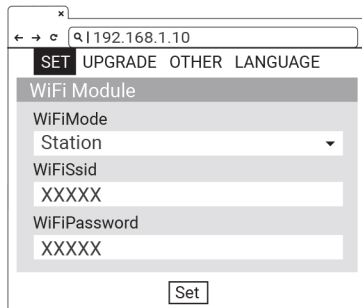 192.168.1.10
SET UPGRADE OTHER LANGUAGE
WiFi Module
WiFiMode
Station
WiFiSsid
XXXXX
WiFiPassword
XXXXX
Set